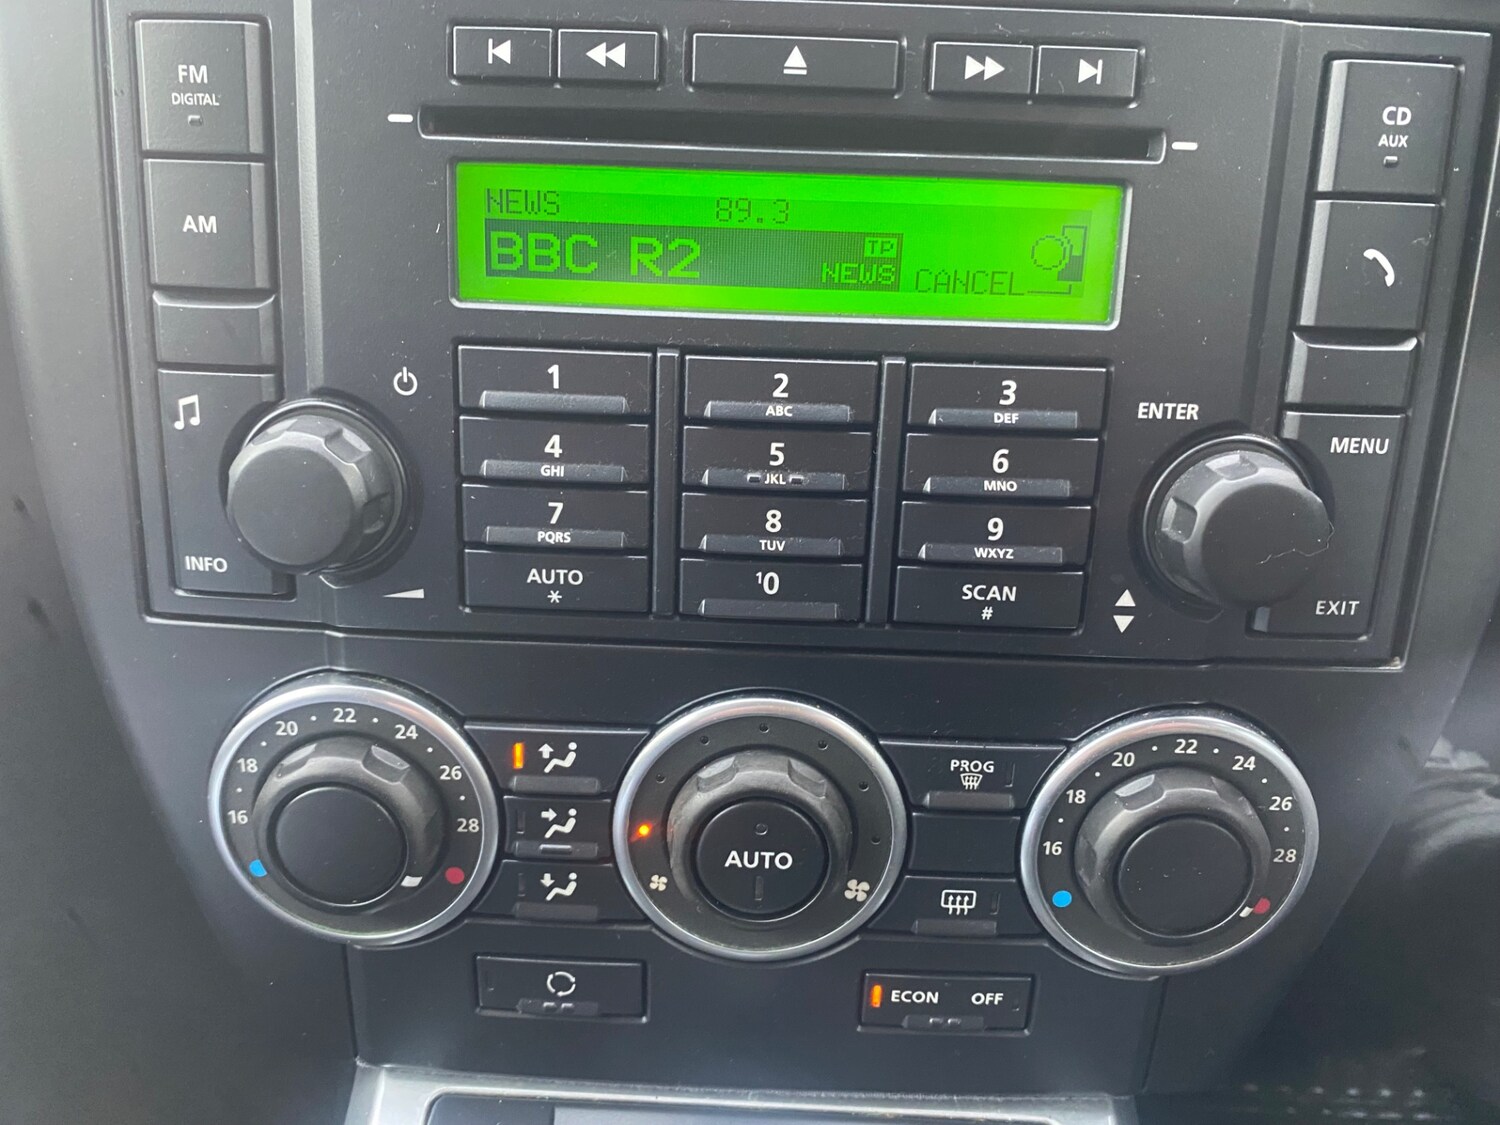 FM
DIGITAL
AM
INFO
CD
AUX
NEWS 89.3
BBC R2 TP
NEWS CANCEL
1
2
ABC
3
DEF
4
GHI
5
JKL
6
MNO
7
PQRS
8
TUV
9
WXYZ
AUTO
*
10
SCAN
#
ENTER
MENU
EXIT
16 18 20 22 24 26 28
AUTO
PROG
16 18 20 22 24 26 28
ECON OFF